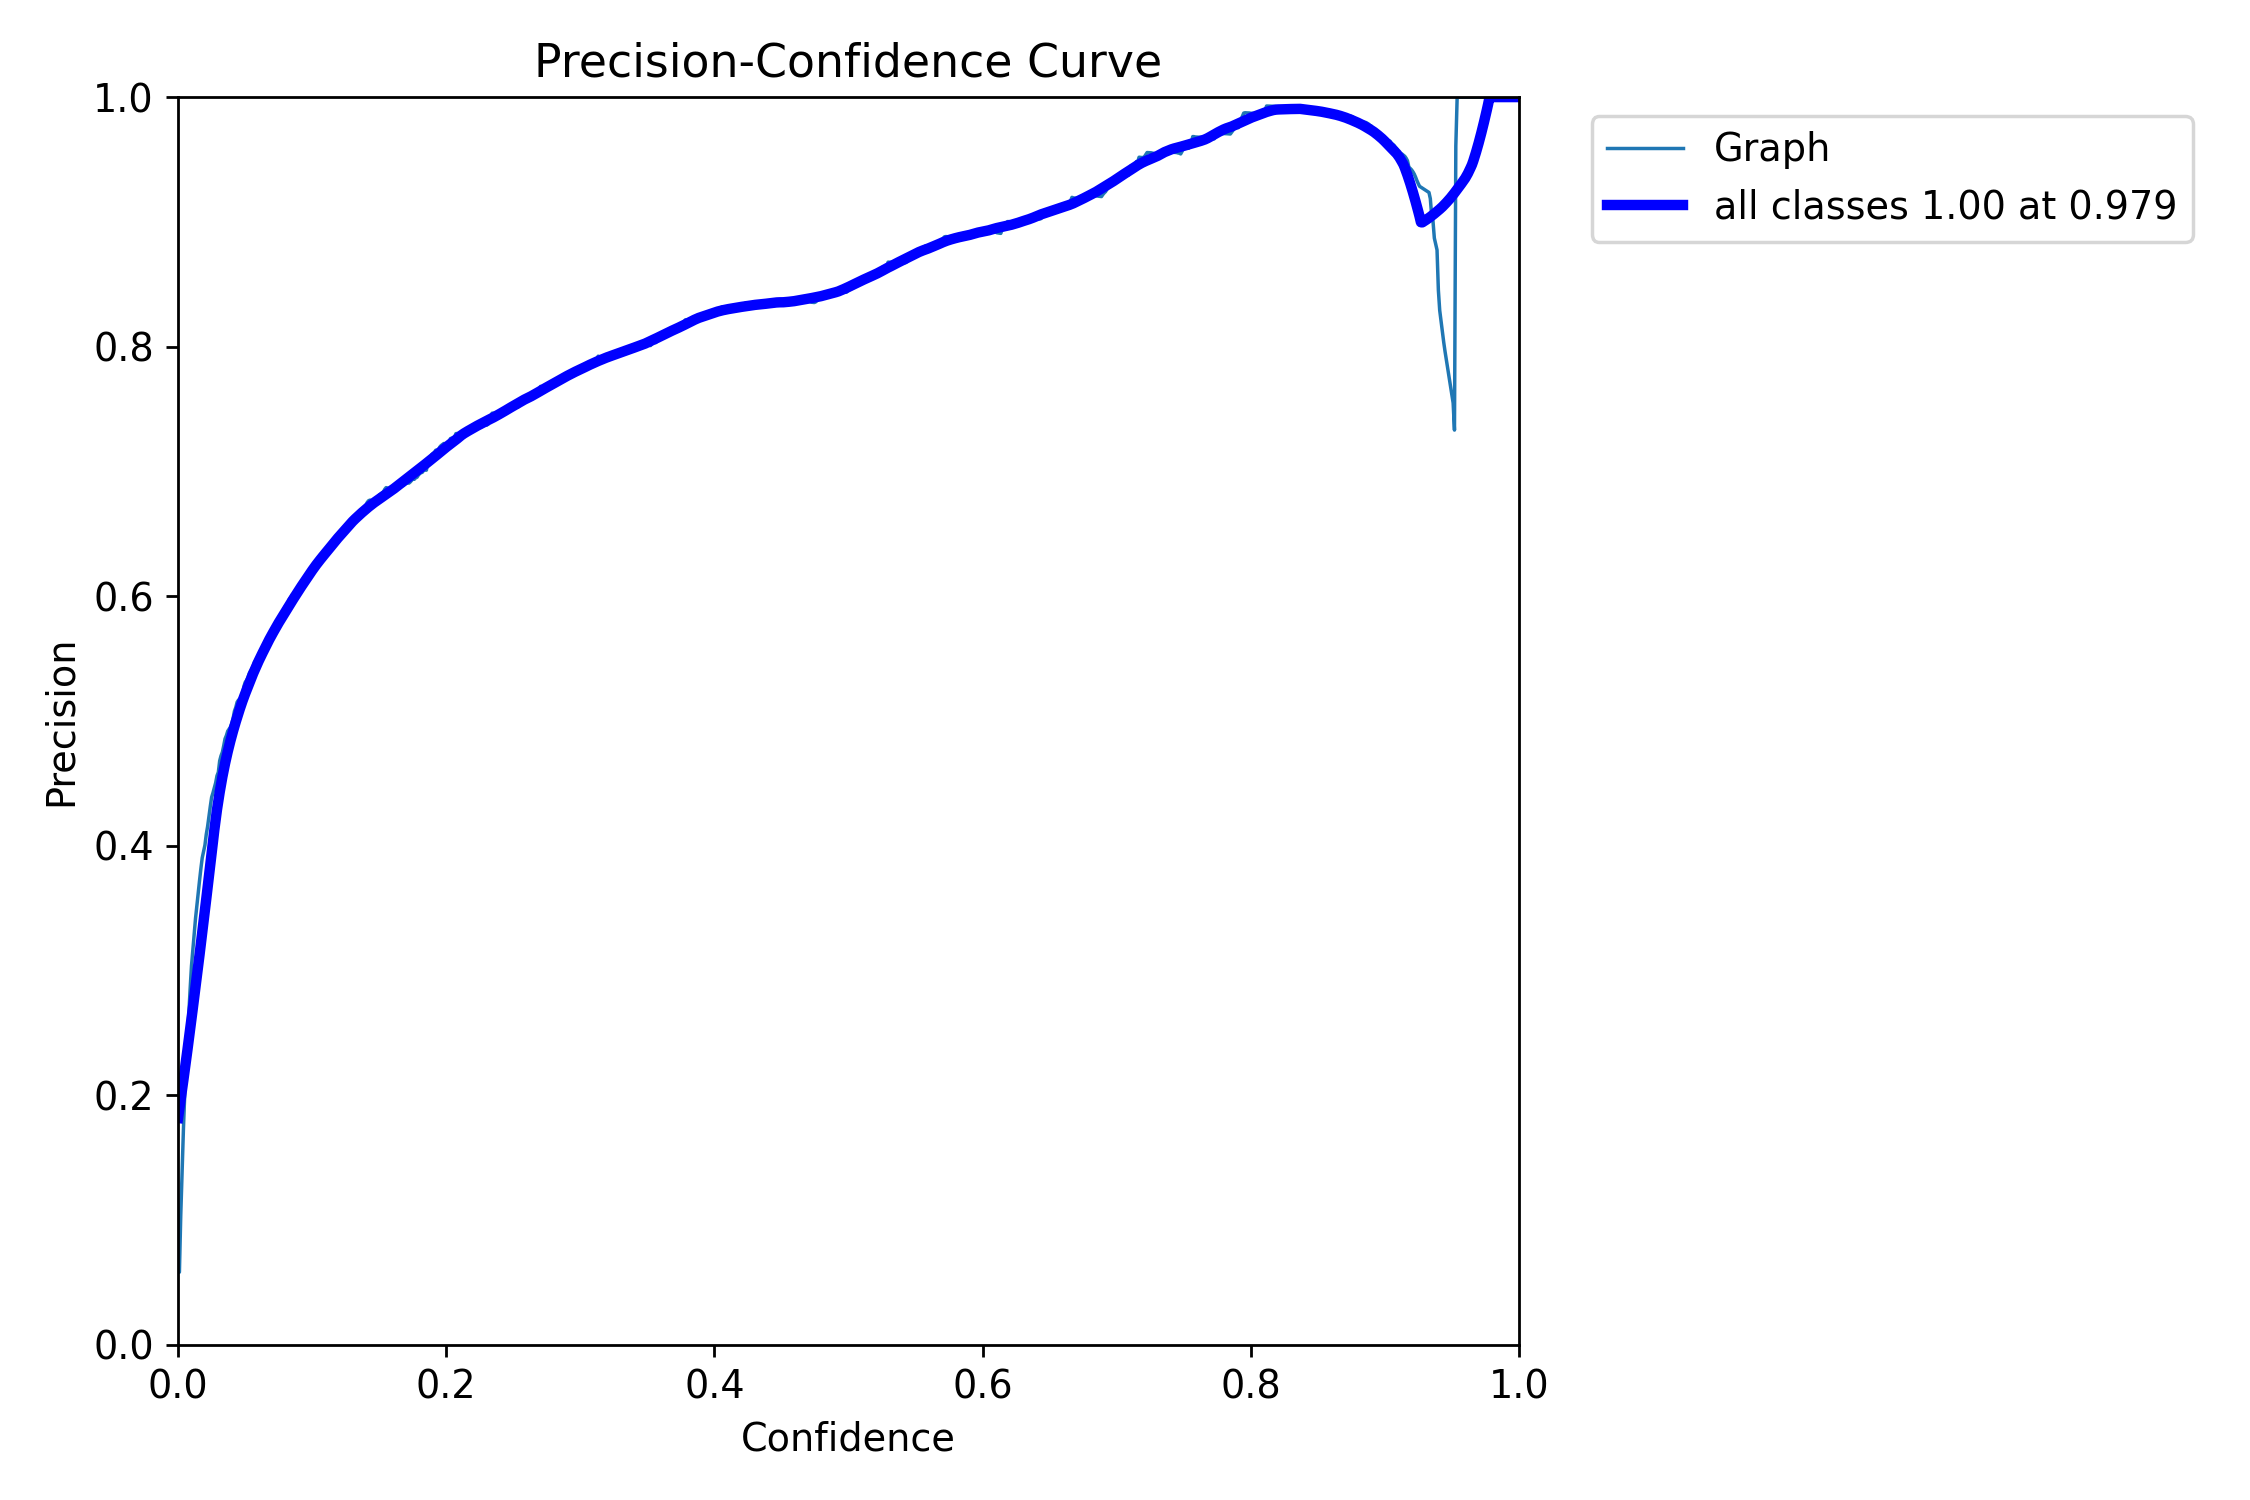 Precision-Confidence Curve
Graph
all classes 1.00 at 0.979
Precision
1.0
0.8
0.6
0.4
0.2
0.0
0.0 0.2 0.4 0.6 0.8 1.0
Confidence